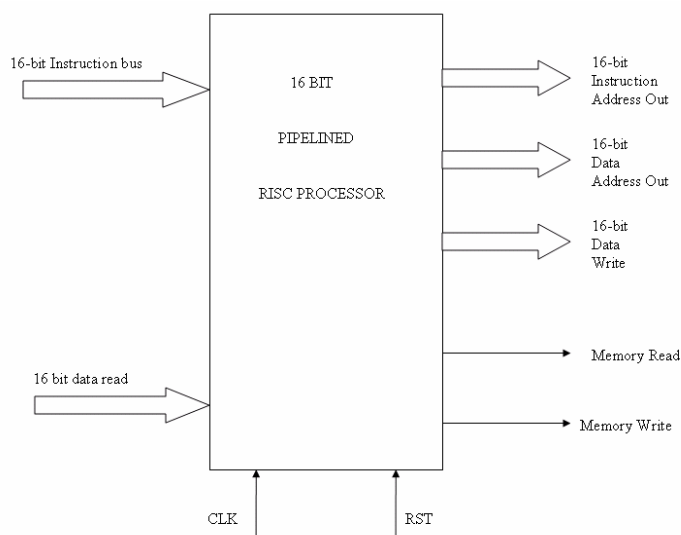 16-bit Instruction bus
16 BIT
PIPELINED
RISC PROCESSOR
16-bit
Instruction
Address Out
16-bit
Data
Address Out
16-bit
Data
Write
16 bit data read
Memory Read
Memory Write
CLK
RST